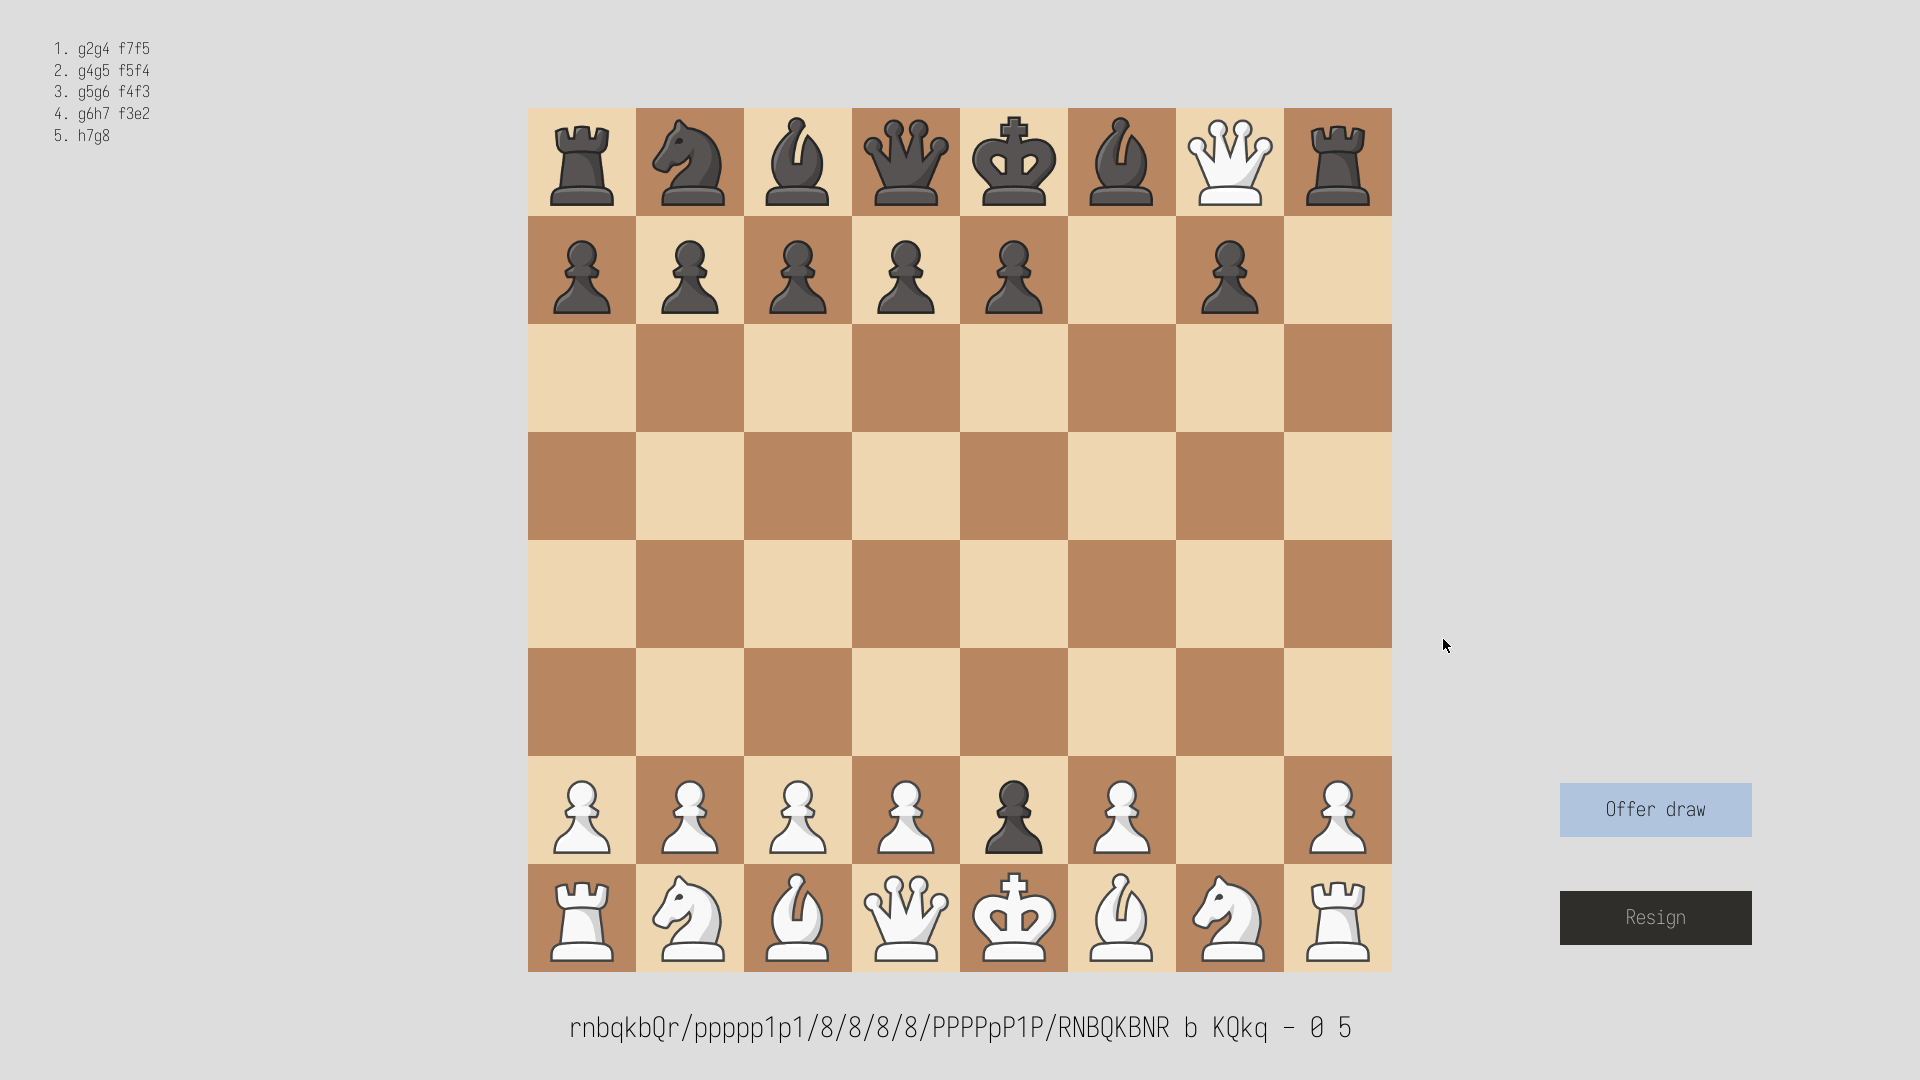 1. g2g4 f7f5
2. g4g5 f5f4
3. g5g6 f4f3
4. g6h7 f3e2
5. h7g8
Offer draw
Resign
rnbqkbQr/ppppp1p1/8/8/8/8/PPPPpP1P/RNBQKBNR b KQkq - 0 5